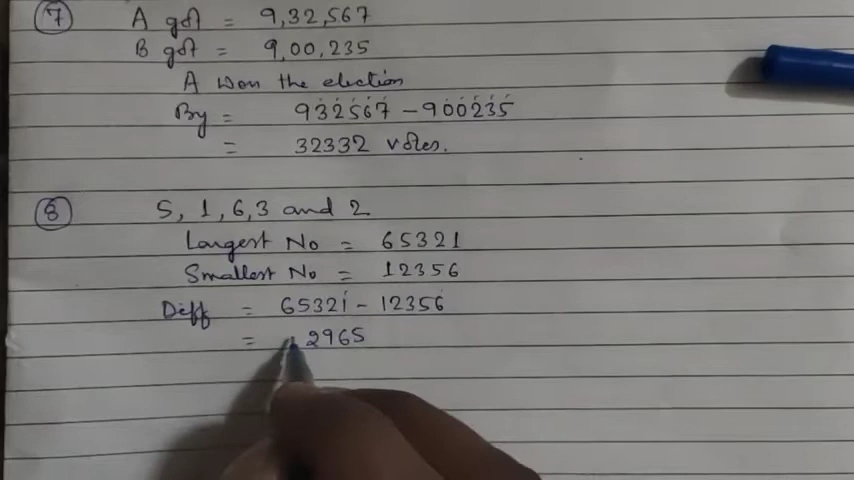 7 A got = 9,32,567
B got = 9,00,235
A won the election
By = 932567 - 900235
= 32332 votes.
8 5, 1, 6, 3 and 2
Largest No = 65321
Smallest No = 12356
Diff = 65321 - 12356
= 2965